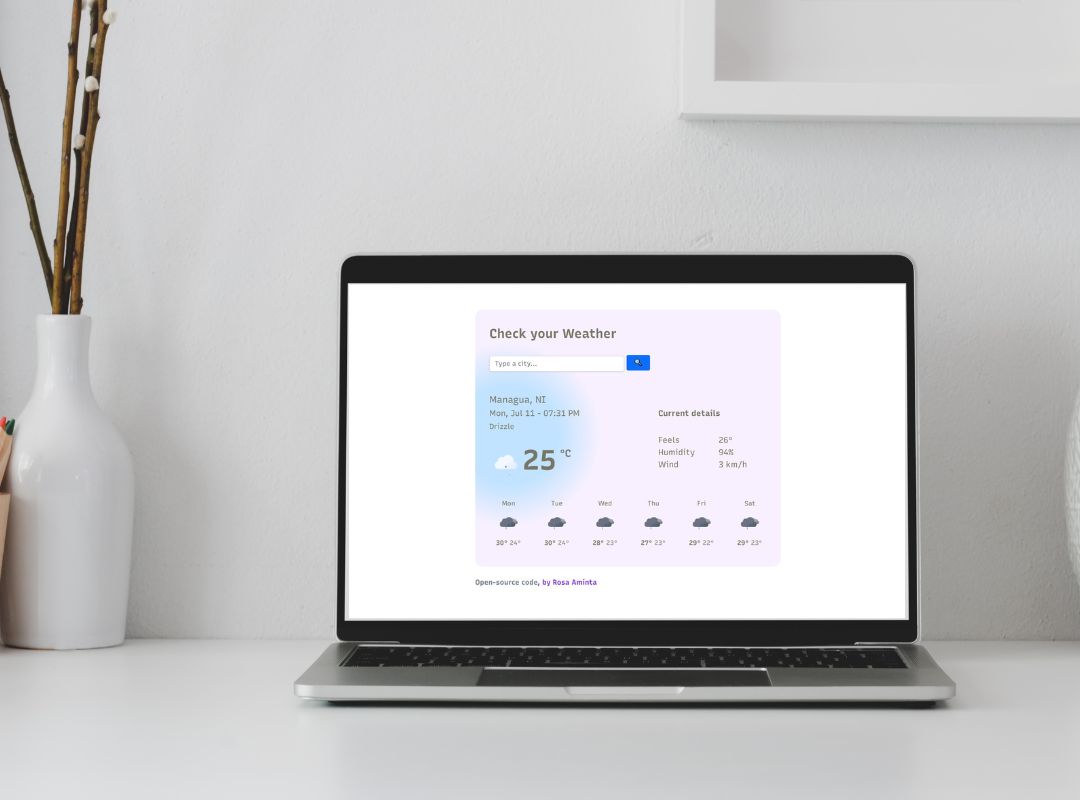 Check your Weather
Type a city...
Managua, NI
Mon, Jul 11 - 07:31 PM
Drizzle
25 °C
Current details
Feels 26°
Humidity 94%
Wind 3 km/h
Mon Tue Wed Thu Fri Sat
30° 24° 30° 24° 28° 23° 27° 23° 29° 22° 29° 23°
Open-source code, by Rosa Aminta